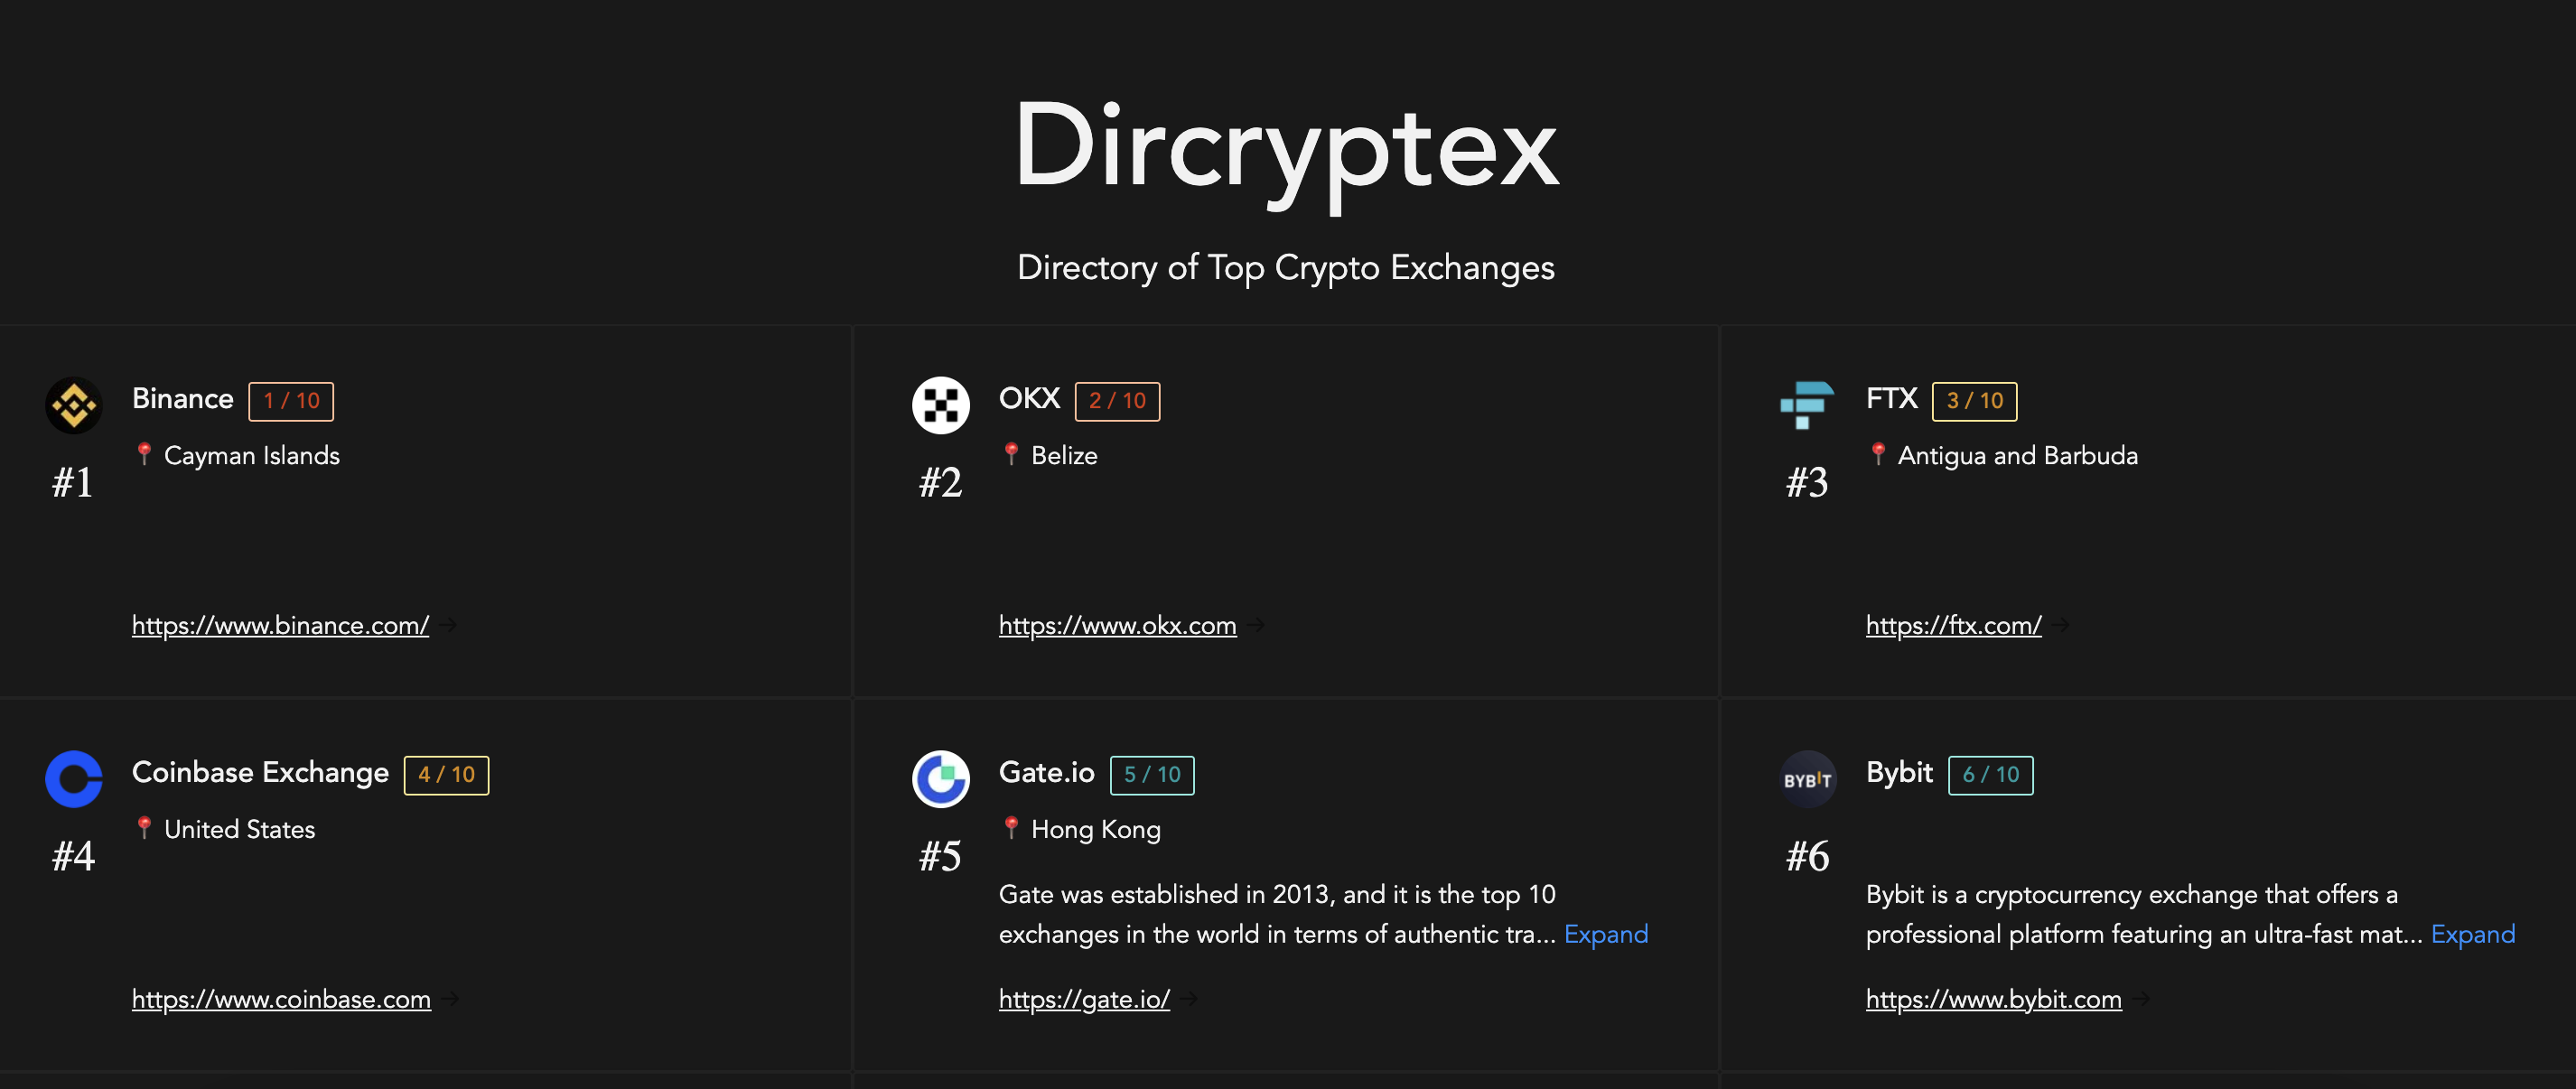 Dircryptex
Directory of Top Crypto Exchanges
Binance 1 / 10
📍 Cayman Islands
#1
https://www.binance.com/ →
OKX 2 / 10
📍 Belize
#2
https://www.okx.com →
FTX 3 / 10
📍 Antigua and Barbuda
#3
https://ftx.com/ →
Coinbase Exchange 4 / 10
📍 United States
#4
https://www.coinbase.com →
Gate.io 5 / 10
📍 Hong Kong
#5
Gate was established in 2013, and it is the top 10
exchanges in the world in terms of authentic tra... Expand
https://gate.io/ →
BYBIT
Bybit 6 / 10
#6
Bybit is a cryptocurrency exchange that offers a
professional platform featuring an ultra-fast mat... Expand
https://www.bybit.com →